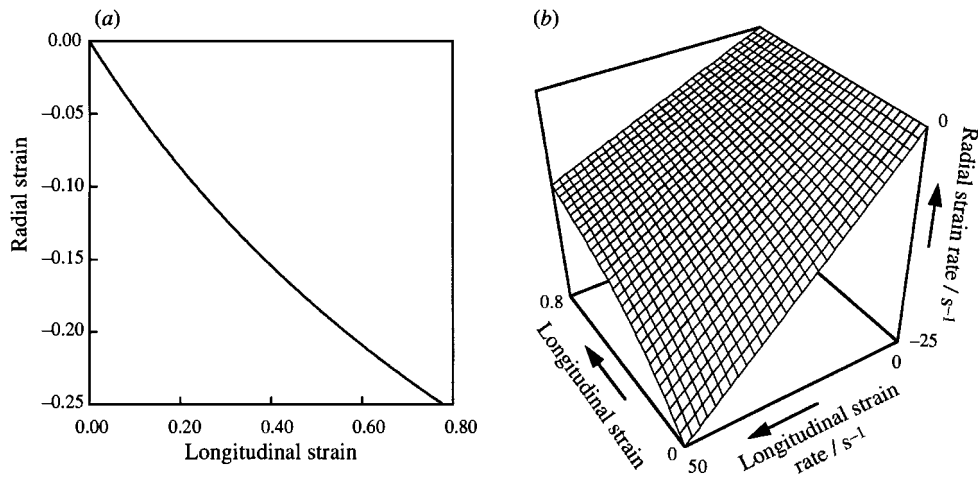 (a)
0.00
–0.05
–0.10
–0.15
–0.20
–0.25
Radial strain
0.00 0.20 0.40 0.60 0.80
Longitudinal strain
(b)
0
Radial strain rate / s⁻¹
–25
0
Longitudinal strain
rate / s⁻¹
50
0
Longitudinal strain
0.8